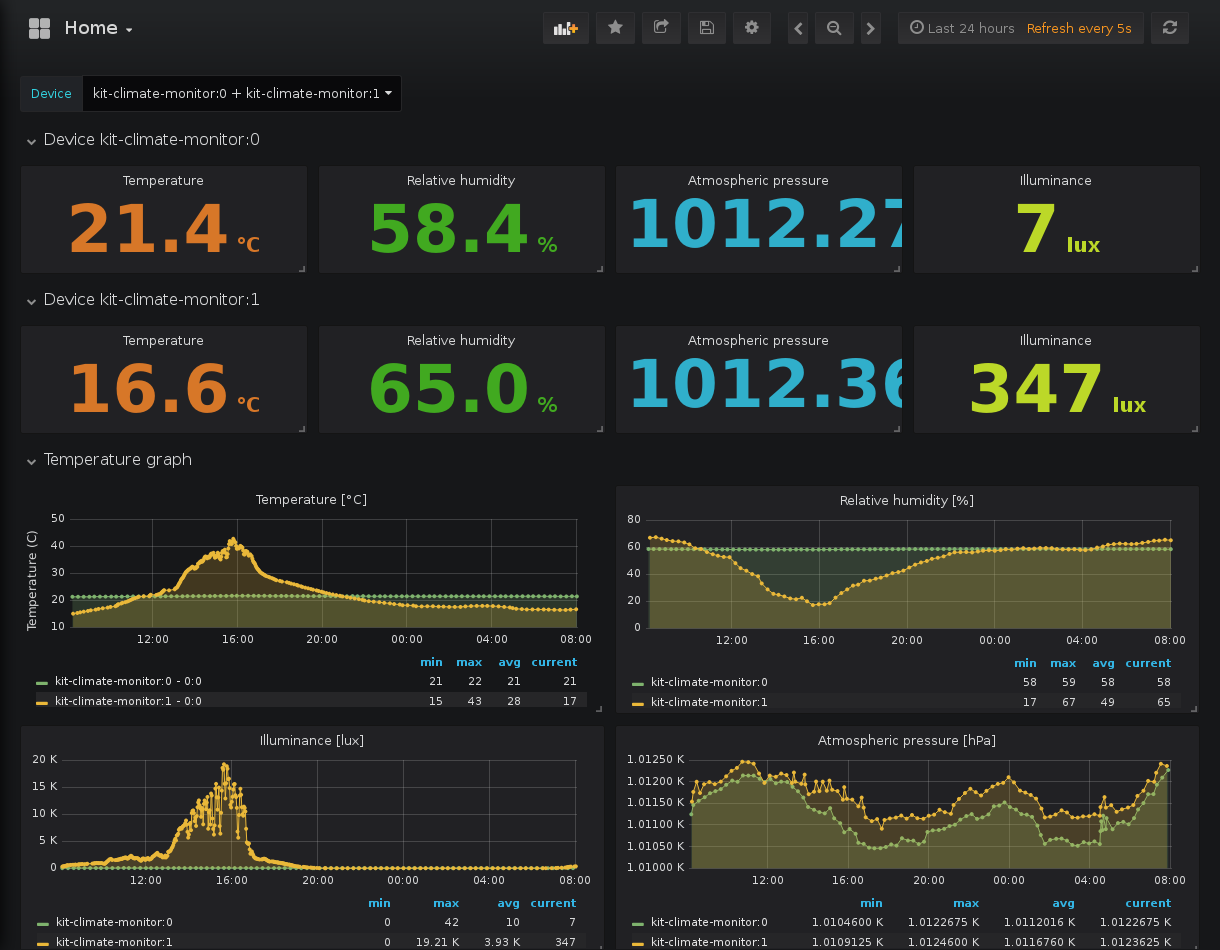 Home
Last 24 hours Refresh every 5s
Device kit-climate-monitor:0 + kit-climate-monitor:1
Device kit-climate-monitor:0
Temperature Relative humidity Atmospheric pressure Illuminance
21.4 °C 58.4 % 1012.27 7 lux
Device kit-climate-monitor:1
Temperature Relative humidity Atmospheric pressure Illuminance
16.6 °C 65.0 % 1012.36 347 lux
Temperature graph
Temperature [°C]
Temperature (C)
50
40
30
20
10
12:00 16:00 20:00 00:00 04:00 08:00
min max avg current
kit-climate-monitor:0 - 0:0 21 22 21 21
kit-climate-monitor:1 - 0:0 15 43 28 17
Relative humidity [%]
80
60
40
20
0
12:00 16:00 20:00 00:00 04:00 08:00
min max avg current
kit-climate-monitor:0 58 59 58 58
kit-climate-monitor:1 17 67 49 65
Illuminance [lux]
20 K
15 K
10 K
5 K
0
12:00 16:00 20:00 00:00 04:00 08:00
min max avg current
kit-climate-monitor:0 0 42 10 7
kit-climate-monitor:1 0 19.21 K 3.93 K 347
Atmospheric pressure [hPa]
1.01250 K
1.01200 K
1.01150 K
1.01100 K
1.01050 K
1.01000 K
12:00 16:00 20:00 00:00 04:00 08:00
min max avg current
kit-climate-monitor:0 1.0104600 K 1.0122675 K 1.0112016 K 1.0122675 K
kit-climate-monitor:1 1.0109125 K 1.0124600 K 1.0116760 K 1.0123625 K